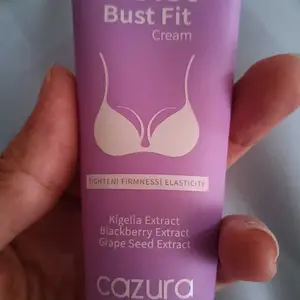 Bust Fit
Cream
TIGHTEN| FIRMNESS| ELASTICITY
Kigelia Extract
Blackberry Extract
Grape Seed Extract
cazura